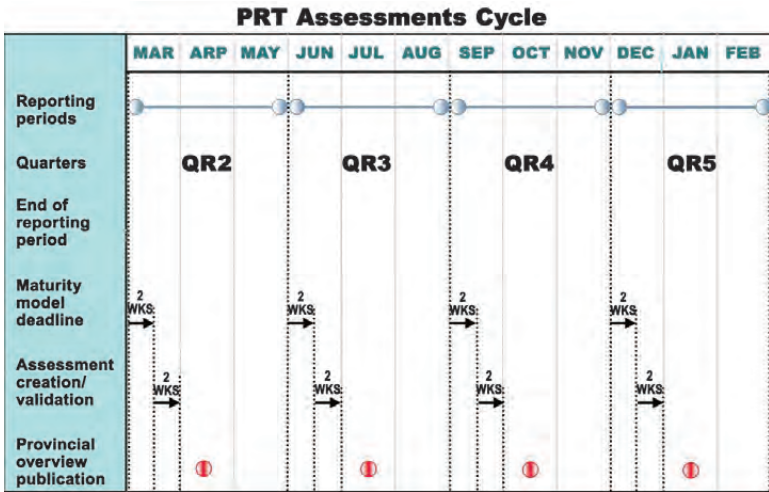 PRT Assessments Cycle
MAR ARP MAY JUN JUL AUG SEP OCT NOV DEC JAN FEB
Reporting
periods
Quarters QR2 QR3 QR4 QR5
End of
reporting
period
Maturity
model
deadline
2
WKS
2
WKS
2
WKS
2
WKS
Assessment
creation/
validation
2
WKS
2
WKS
2
WKS
2
WKS
Provincial
overview
publication